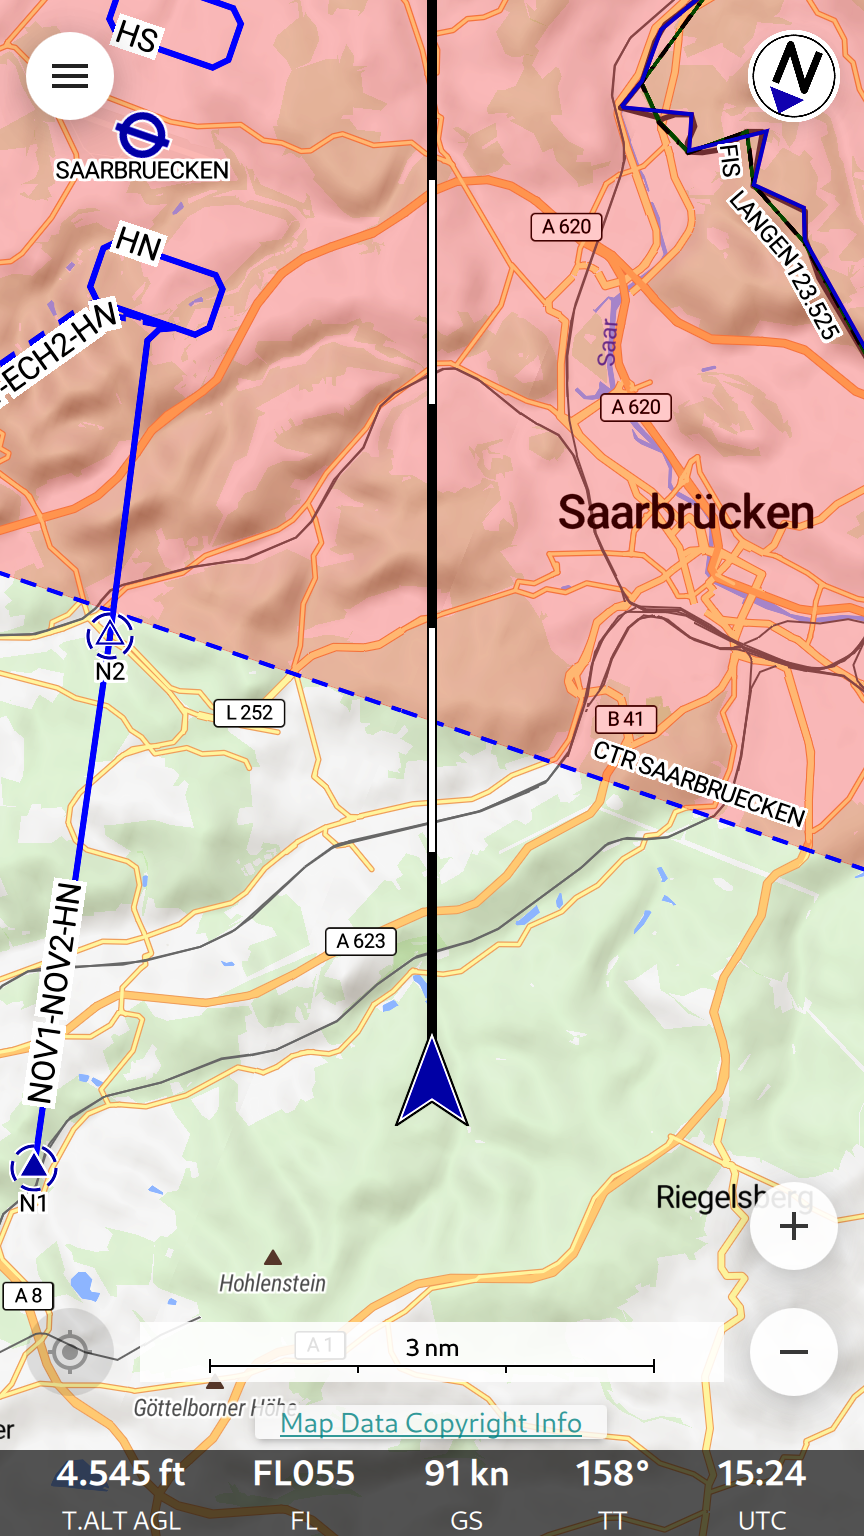 HS
N
SAARBRUECKEN
FIS
LANGEN 123.525
A 620
HN
-ECH2-HN
Saar
A 620
Saarbrücken
N2
L 252
B 41
CTR SAARBRUECKEN
A 623
NOV1-NOV2-HN
N1
Riegelsberg
Hohlenstein
A 8
A 1
3 nm
Göttelborner Höhe
Map Data Copyright Info
er
4.545 ft FL055 91 kn 158° 15:24
T.ALT AGL FL GS TT UTC